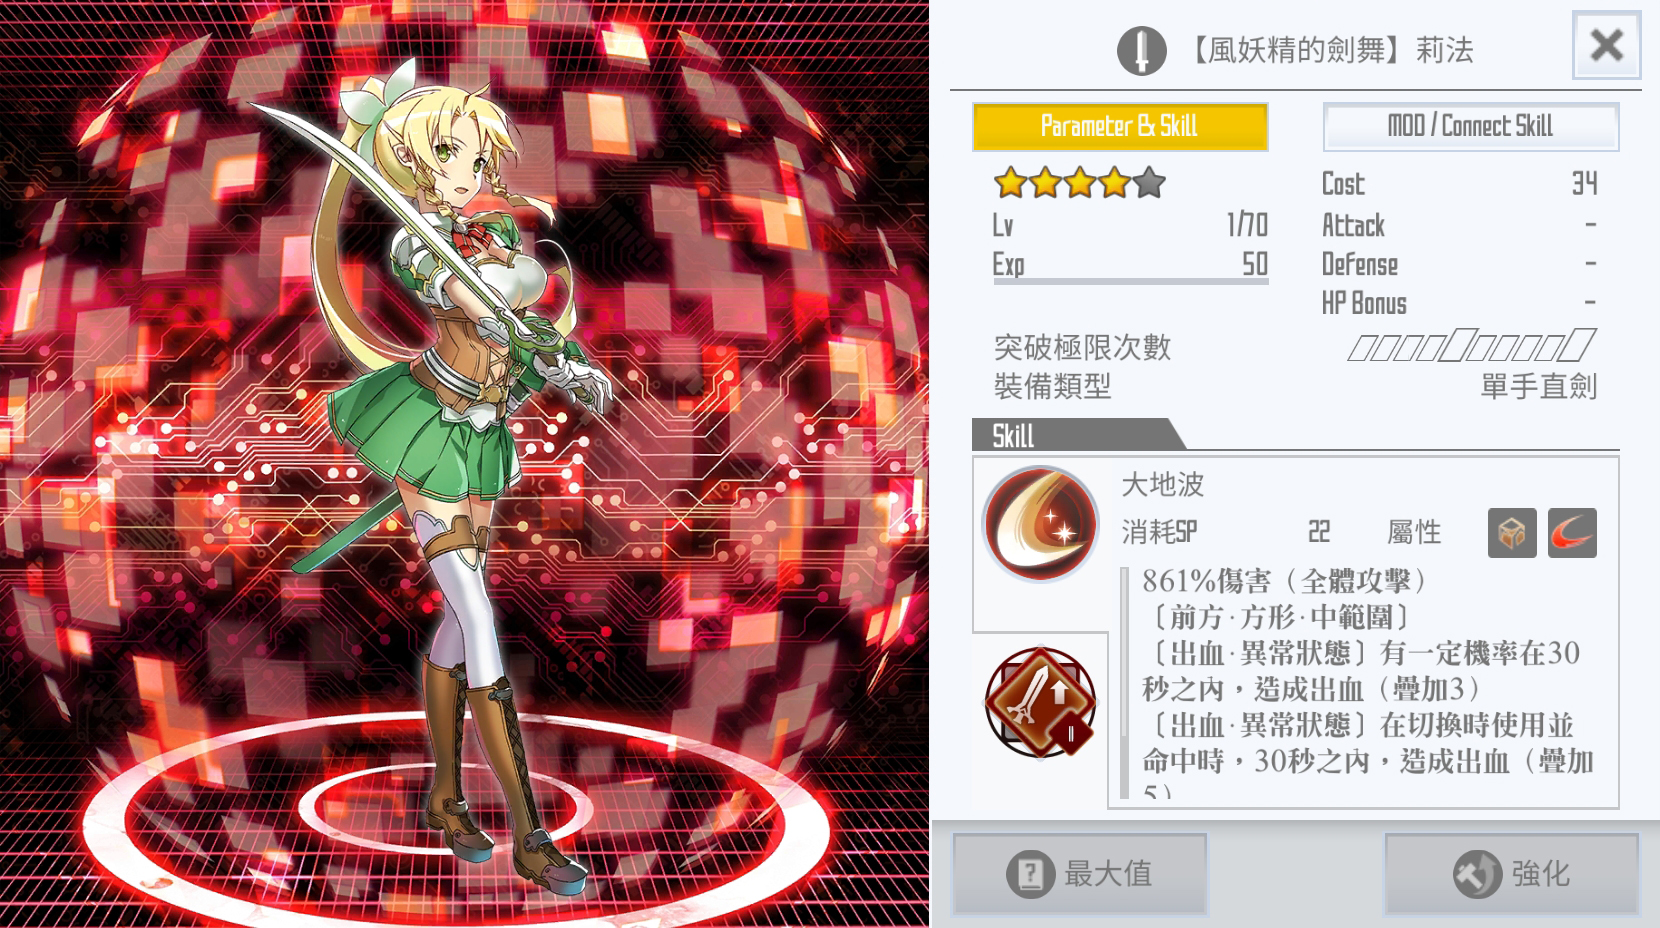 【風妖精的劍舞】莉法
Parameter & Skill
MOD / Connect Skill
Lv 1/70
Exp 50
Cost 34
Attack -
Defense -
HP Bonus -
突破極限次數
裝備類型 單手直劍
Skill
大地波
消耗SP 22 屬性
861%傷害（全體攻擊）
〔前方·方形·中範圍〕
〔出血·異常狀態〕有一定機率在30
秒之內，造成出血（疊加3）
〔出血·異常狀態〕在切換時使用並
命中時，30秒之內，造成出血（疊加
5）
II
最大值
強化